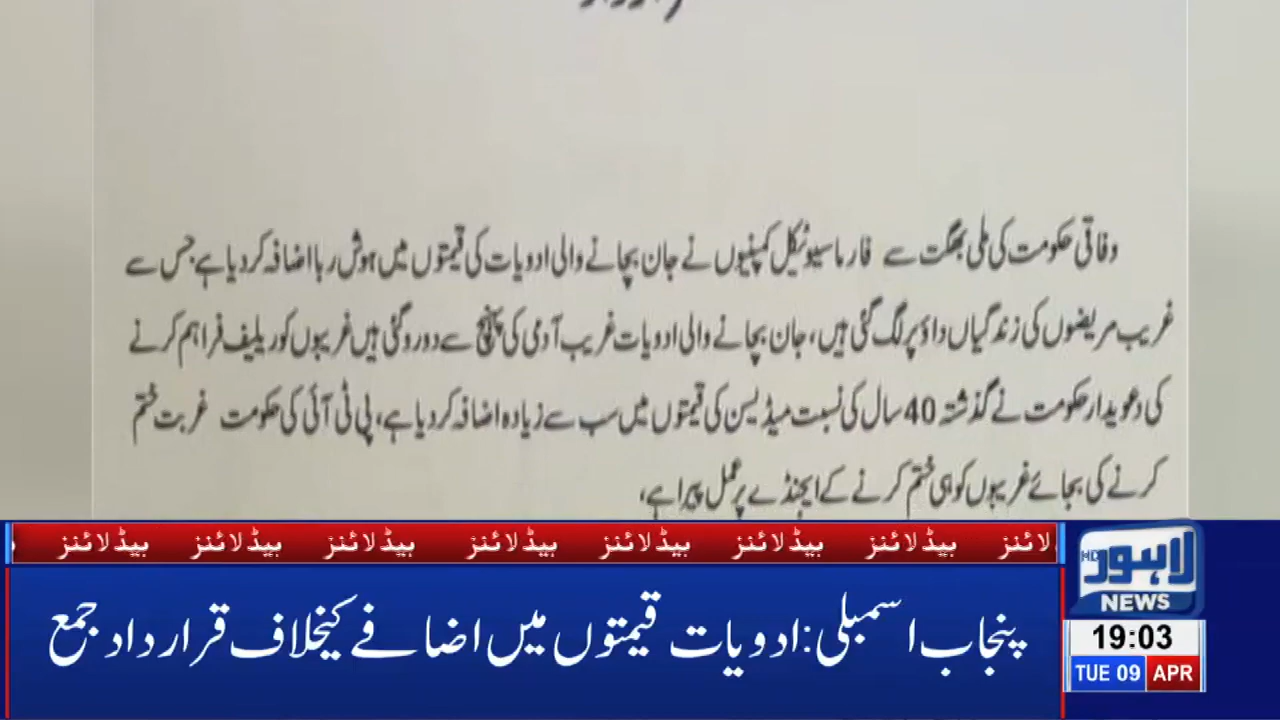 وفاقی حکومت کی ملی بھگت سے فارماسیوٹیکل کمپنیوں نے جان بچانے والی ادویات کی قیمتوں میں ہوش ربا اضافہ کر دیا ہے جس سے
غریب مریضوں کی زندگیاں داؤ پر لگ گئی ہیں، جان بچانے والی ادویات غریب آدمی کی پہنچ سے دور ہو گئی ہیں غریبوں کو ریلیف فراہم کرنے
کی دعویدار حکومت نے گذشتہ 40 سال کی نسبت میڈیسن کی قیمتوں میں سب سے زیادہ اضافہ کر دیا ہے، پی ٹی آئی کی حکومت غربت ختم
کرنے کی بجائے غریبوں کو ہی ختم کرنے کے ایجنڈے پر عمل پیرا ہے،
لائنز ہیڈلائنز ہیڈلائنز ہیڈلائنز ہیڈلائنز ہیڈلائنز ہیڈلائنز ہیڈلائنز
پنجاب اسمبلی: ادویات قیمتوں میں اضافے کیخلاف قرارداد جمع
لاہور HD
NEWS
19:03
TUE 09 APR